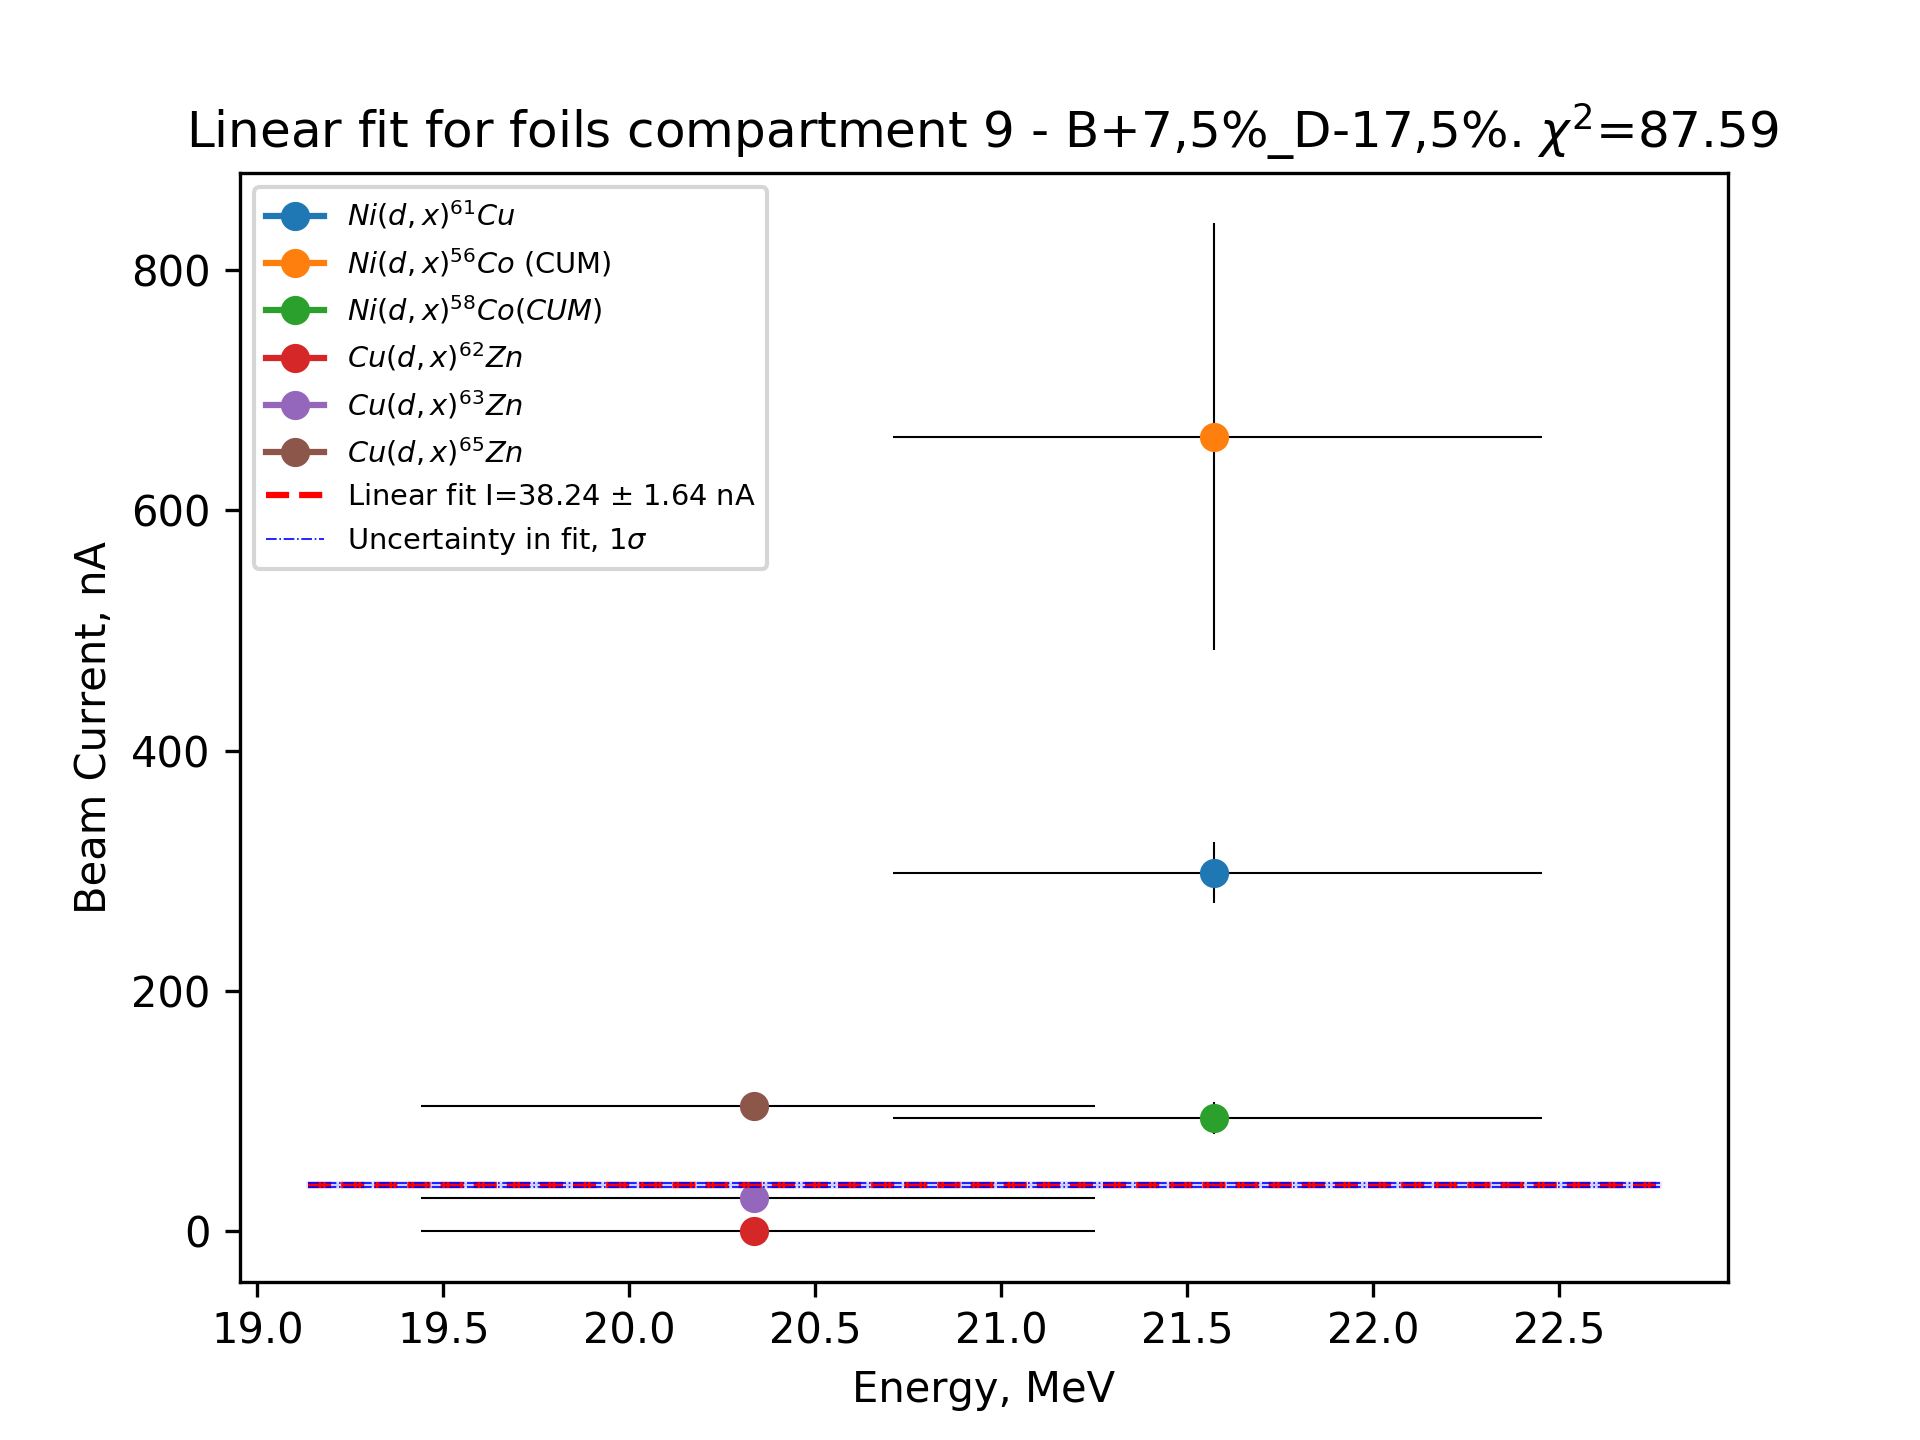 Linear fit for foils compartment 9 - B+7,5%_D-17,5%. χ²=87.59
Ni(d, x)⁶¹Cu
Ni(d, x)⁵⁶Co (CUM)
Ni(d, x)⁵⁸Co(CUM)
Cu(d, x)⁶²Zn
Cu(d, x)⁶³Zn
Cu(d, x)⁶⁵Zn
Linear fit I=38.24 ± 1.64 nA
Uncertainty in fit, 1σ
Beam Current, nA
800
600
400
200
0
19.0 19.5 20.0 20.5 21.0 21.5 22.0 22.5
Energy, MeV